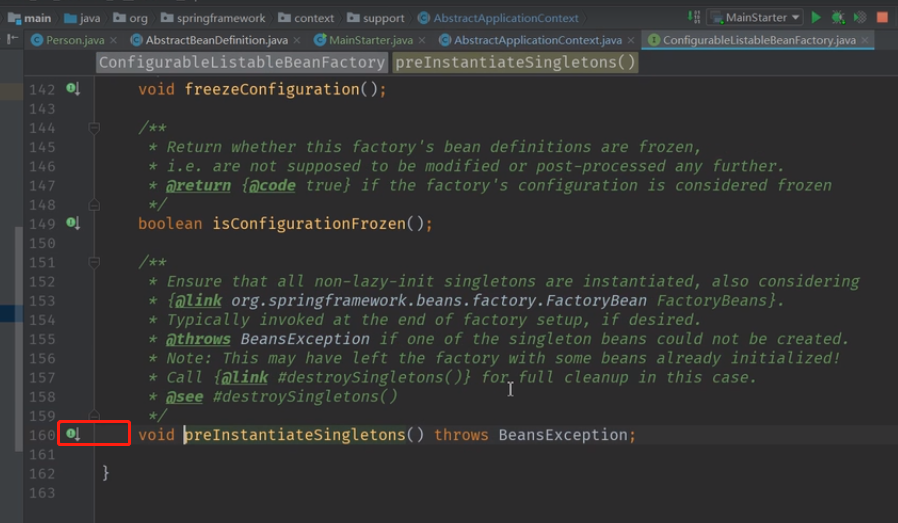 main java org springframework context support AbstractApplicationContext MainStarter
Person.java AbstractBeanDefinition.java MainStarter.java AbstractApplicationContext.java ConfigurableListableBeanFactory.java
ConfigurableListableBeanFactory preInstantiateSingletons()
142 void freezeConfiguration();
143
144 /**
145 * Return whether this factory's bean definitions are frozen,
146 * i.e. are not supposed to be modified or post-processed any further.
147 * @return {@code true} if the factory's configuration is considered frozen
148 */
149 boolean isConfigurationFrozen();
150
151 /**
152 * Ensure that all non-lazy-init singletons are instantiated, also considering
153 * {@link org.springframework.beans.factory.FactoryBean FactoryBeans}.
154 * Typically invoked at the end of factory setup, if desired.
155 * @throws BeansException if one of the singleton beans could not be created.
156 * Note: This may have left the factory with some beans already initialized!
157 * Call {@link #destroySingletons()} for full cleanup in this case.
158 * @see #destroySingletons()
159 */
160 void preInstantiateSingletons() throws BeansException;
161
162 }
163